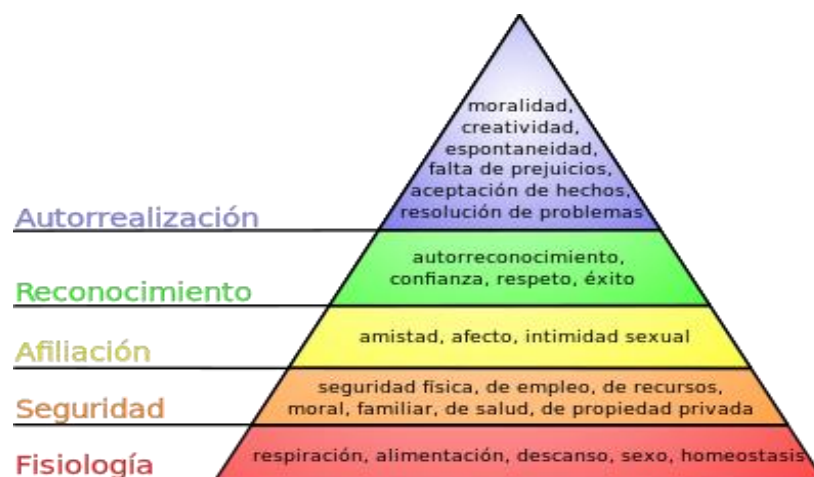 moralidad,
creatividad,
espontaneidad,
falta de prejuicios,
aceptación de hechos,
resolución de problemas
Autorrealización
autorreconocimiento,
confianza, respeto, éxito
Reconocimiento
amistad, afecto, intimidad sexual
Afiliación
seguridad física, de empleo, de recursos,
moral, familiar, de salud, de propiedad privada
Seguridad
respiración, alimentación, descanso, sexo, homeostasis
Fisiología